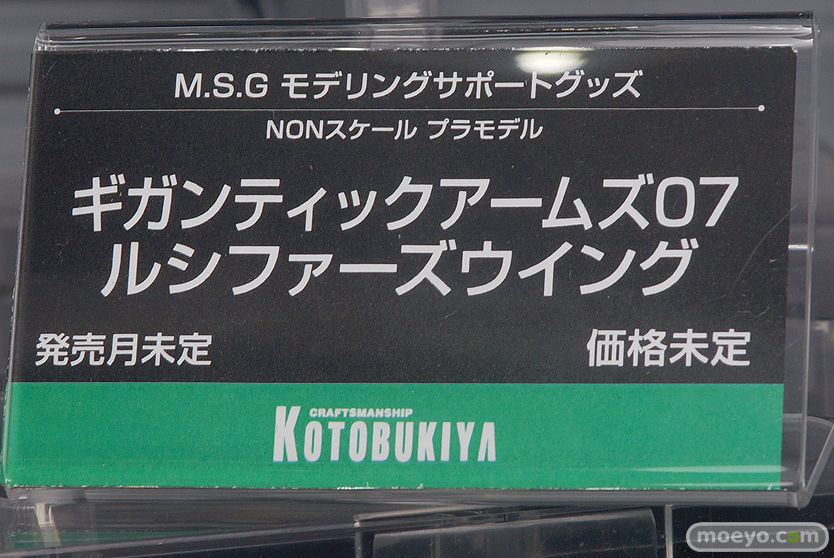 M.S.G モデリングサポートグッズ
NONスケール プラモデル
ギガンティックアームズ07
ルシファーズウイング
発売月未定
価格未定
CRAFTSMANSHIP
KOTOBUKIYA
moeyo.com